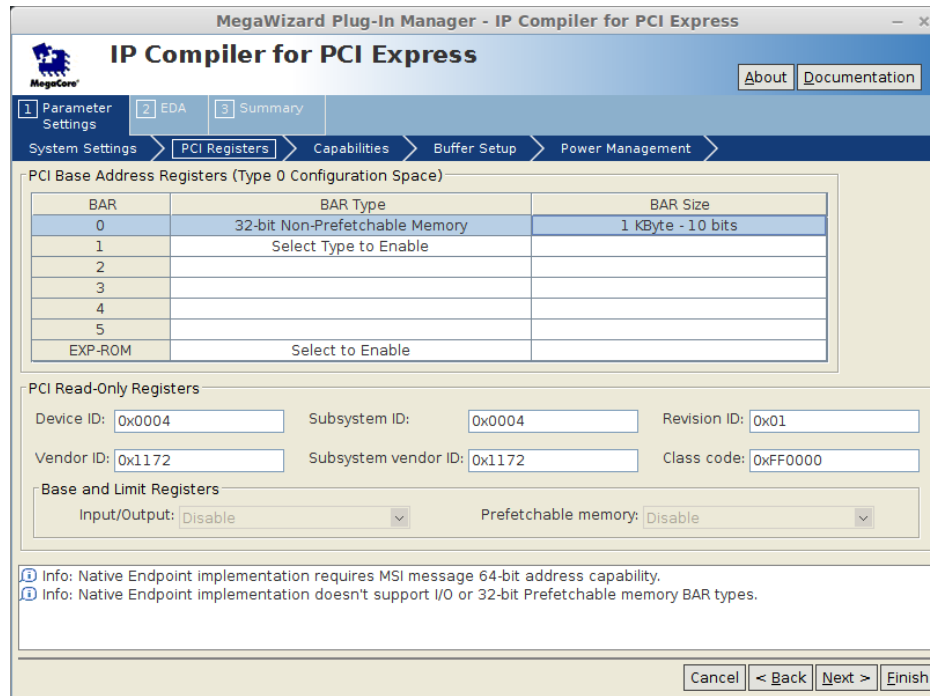 MegaWizard Plug-In Manager - IP Compiler for PCI Express
IP Compiler for PCI Express
MegaCore®
About Documentation
1 Parameter Settings 2 EDA 3 Summary
System Settings PCI Registers Capabilities Buffer Setup Power Management
PCI Base Address Registers (Type 0 Configuration Space)
BAR BAR Type BAR Size
0 32-bit Non-Prefetchable Memory 1 KByte - 10 bits
1 Select Type to Enable
2
3
4
5
EXP-ROM Select to Enable
PCI Read-Only Registers
Device ID: 0x0004 Subsystem ID: 0x0004 Revision ID: 0x01
Vendor ID: 0x1172 Subsystem vendor ID: 0x1172 Class code: 0xFF0000
Base and Limit Registers
Input/Output: Disable Prefetchable memory: Disable
Info: Native Endpoint implementation requires MSI message 64-bit address capability.
Info: Native Endpoint implementation doesn't support I/O or 32-bit Prefetchable memory BAR types.
Cancel < Back Next > Finish